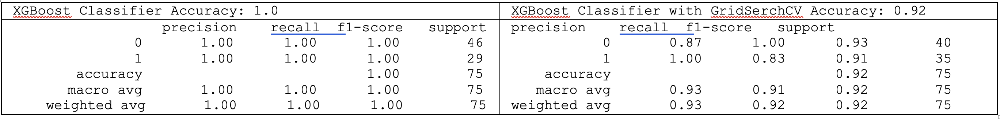 XGBoost Classifier Accuracy: 1.0
precision recall f1-score support
0 1.00 1.00 1.00 46
1 1.00 1.00 1.00 29
accuracy 1.00 75
macro avg 1.00 1.00 1.00 75
weighted avg 1.00 1.00 1.00 75
XGBoost Classifier with GridSerchCV Accuracy: 0.92
precision recall f1-score support
0 0.87 1.00 0.93 40
1 1.00 0.83 0.91 35
accuracy 0.92 75
macro avg 0.93 0.91 0.92 75
weighted avg 0.93 0.92 0.92 75